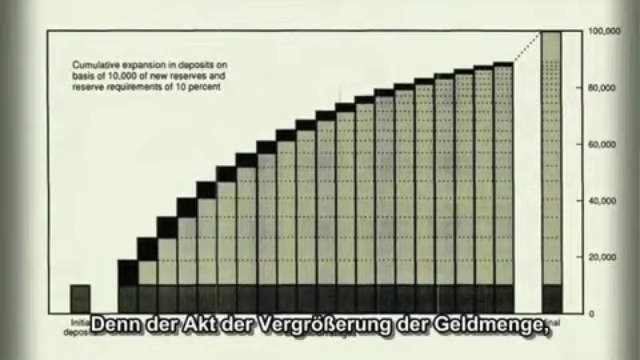 Cumulative expansion in deposits on
basis of 10,000 of new reserves and
reserve requirements of 10 percent
100,000
80,000
60,000
40,000
20,000
0
Denn der Akt der Vergrößerung der Geldmenge,